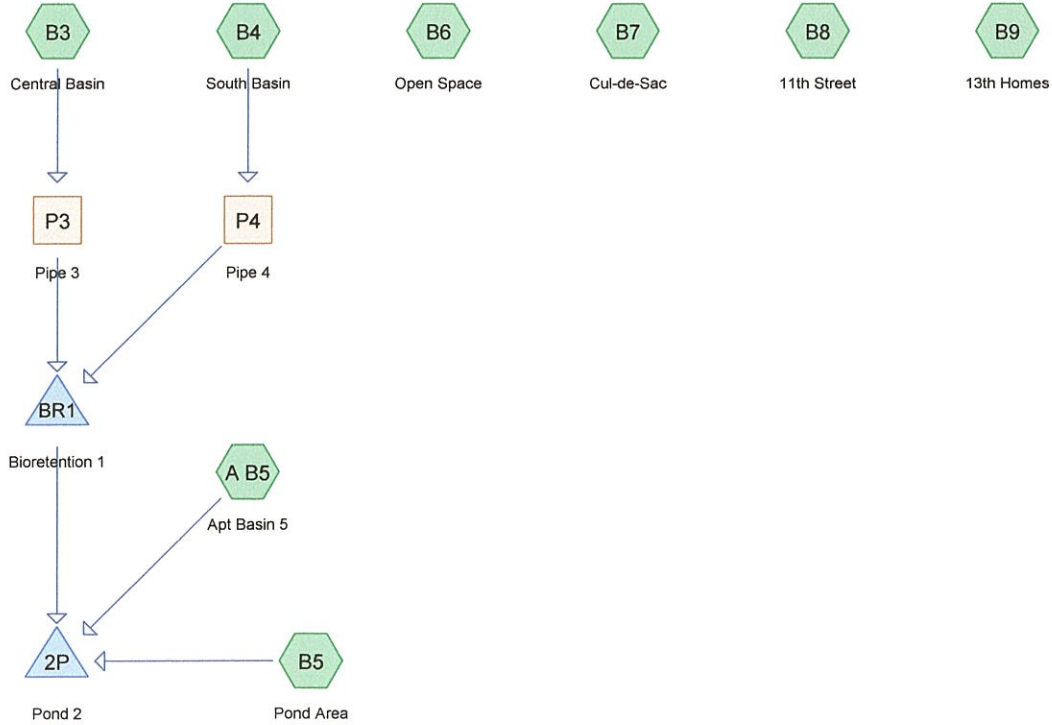 B3
B4
B6
B7
B8
B9
Central Basin
South Basin
Open Space
Cul-de-Sac
11th Street
13th Homes
P3
P4
Pipe 3
Pipe 4
BR1
Bioretention 1
A B5
Apt Basin 5
2P
B5
Pond 2
Pond Area